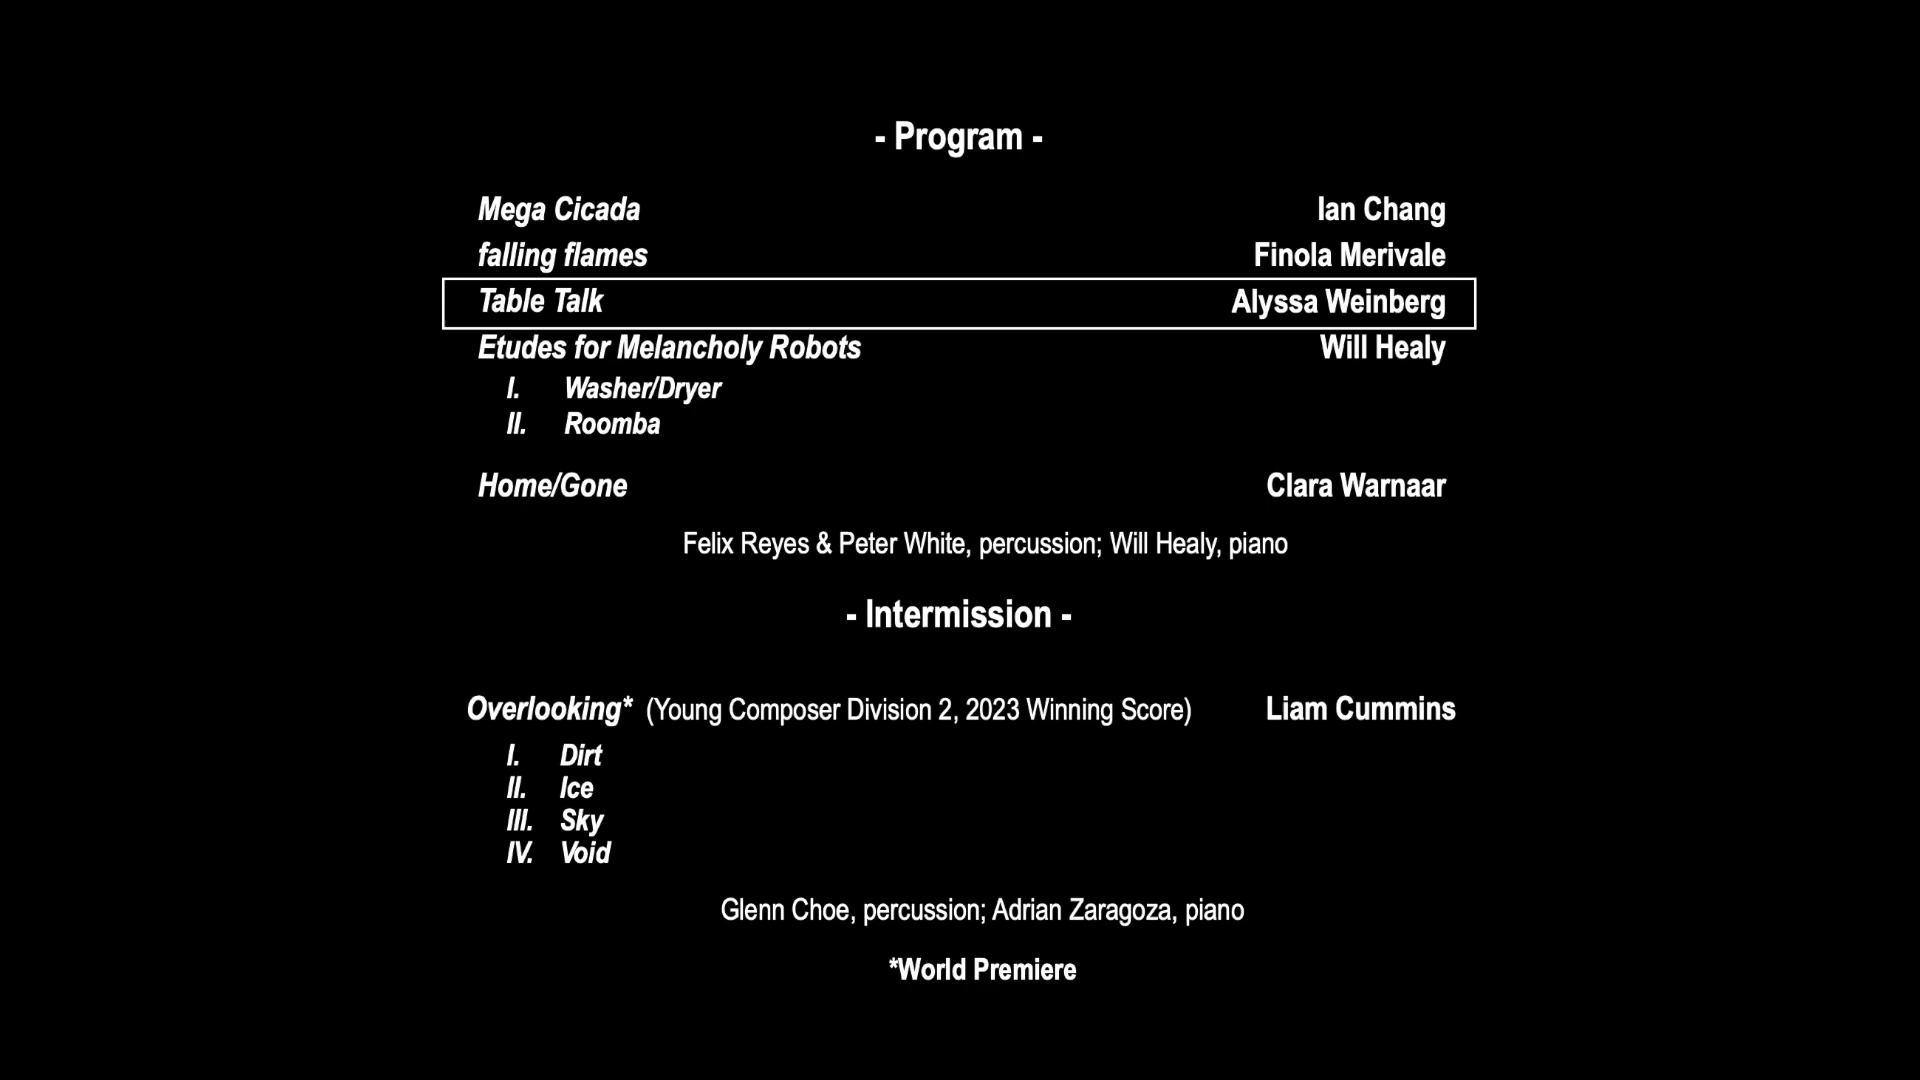 - Program -
Mega Cicada Ian Chang
falling flames Finola Merivale
Table Talk Alyssa Weinberg
Etudes for Melancholy Robots Will Healy
I. Washer/Dryer
II. Roomba
Home/Gone Clara Warnaar
Felix Reyes & Peter White, percussion; Will Healy, piano
- Intermission -
Overlooking* (Young Composer Division 2, 2023 Winning Score) Liam Cummins
I. Dirt
II. Ice
III. Sky
IV. Void
Glenn Choe, percussion; Adrian Zaragoza, piano
*World Premiere